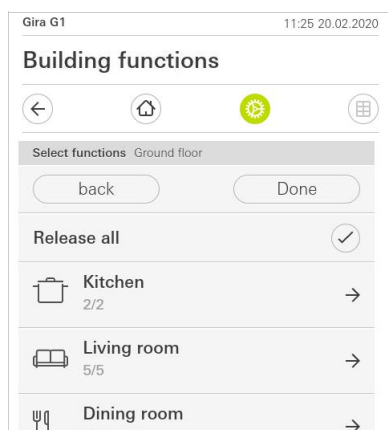 Gira G1 11:25 20.02.2020
Building functions
Select functions Ground floor
back Done
Release all
Kitchen
2/2
Living room
5/5
Dining room